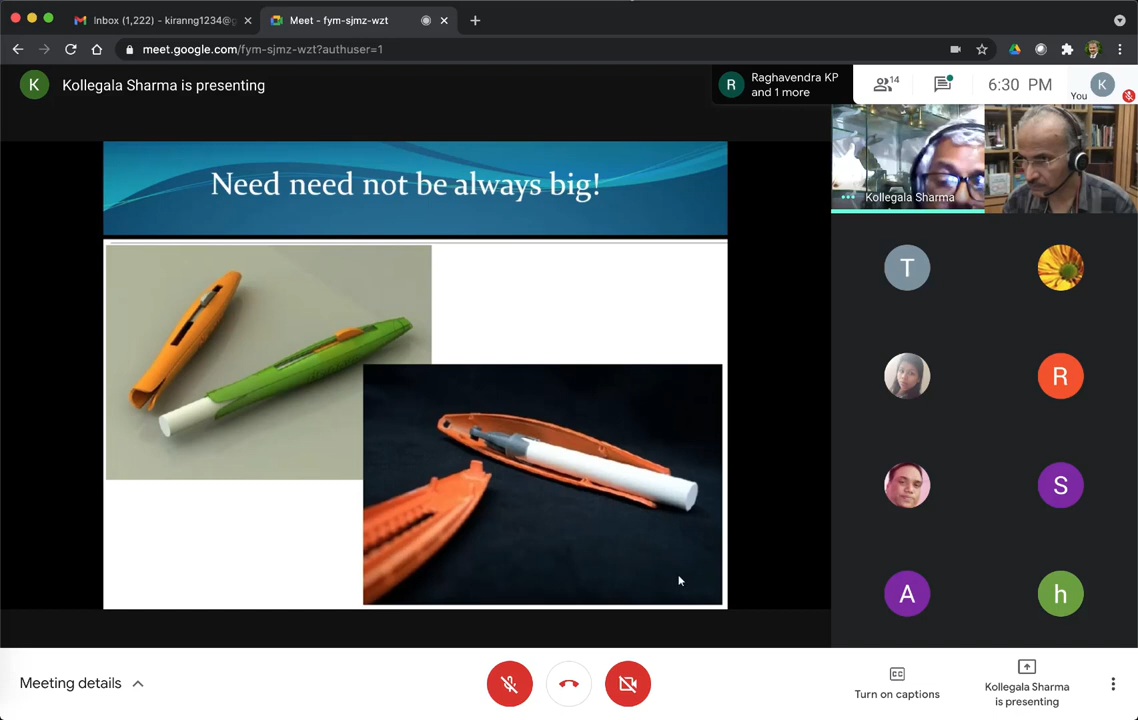 Inbox (1,222) - kiranng1234@g
Meet - fym-sjmz-wzt
meet.google.com/fym-sjmz-wzt?authuser=1
K
Kollegala Sharma is presenting
R
Raghavendra KP
and 1 more
14
6:30 PM
You
K
Need need not be always big!
Kollegala Sharma
T
R
S
A
h
Meeting details
Turn on captions
Kollegala Sharma
is presenting